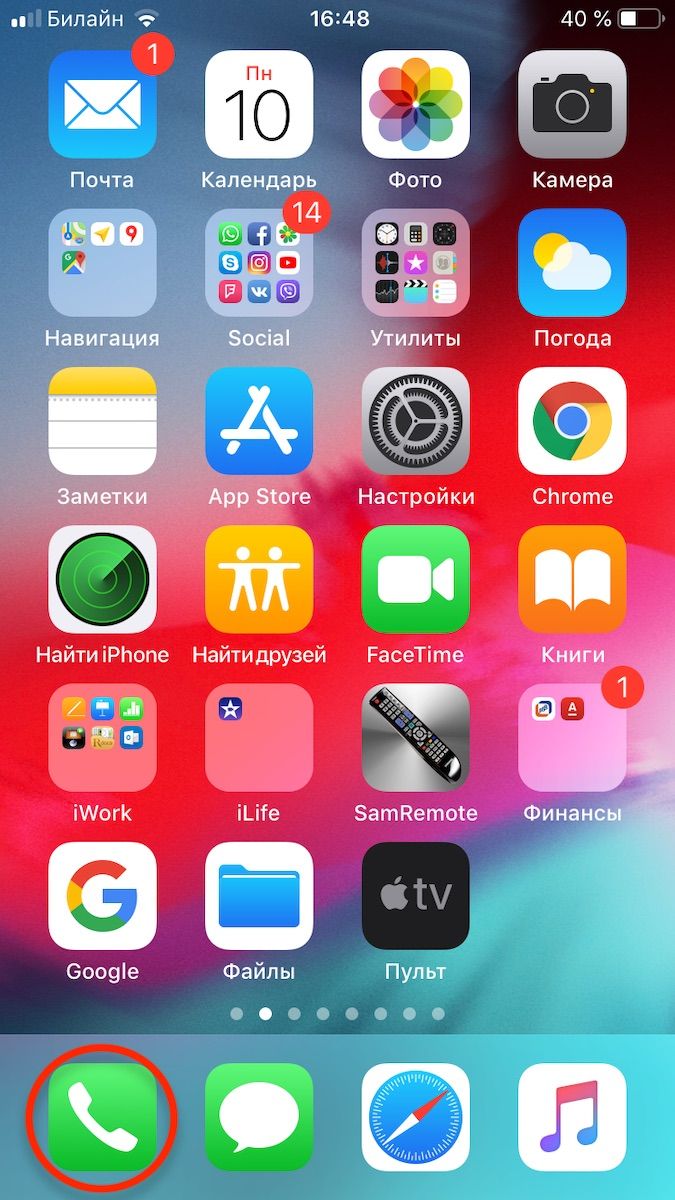 Билайн 16:48 40 %
1
Пн
10
Почта Календарь Фото Камера
14
Навигация Social Утилиты Погода
Заметки App Store Настройки Chrome
Найти iPhone Найти друзей FaceTime Книги
1
iWork iLife SamRemote Финансы
tv
Google Файлы Пульт